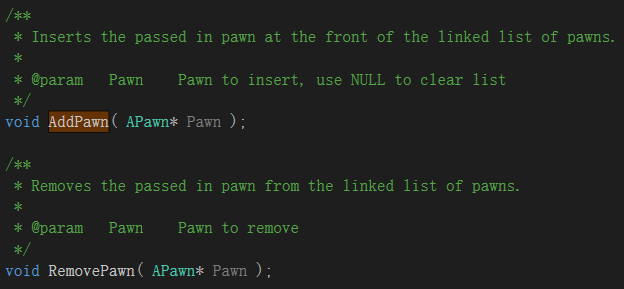 /**
 * Inserts the passed in pawn at the front of the linked list of pawns.
 *
 * @param   Pawn    Pawn to insert, use NULL to clear list
 */
void AddPawn( APawn* Pawn );

/**
 * Removes the passed in pawn from the linked list of pawns.
 *
 * @param   Pawn    Pawn to remove
 */
void RemovePawn( APawn* Pawn );